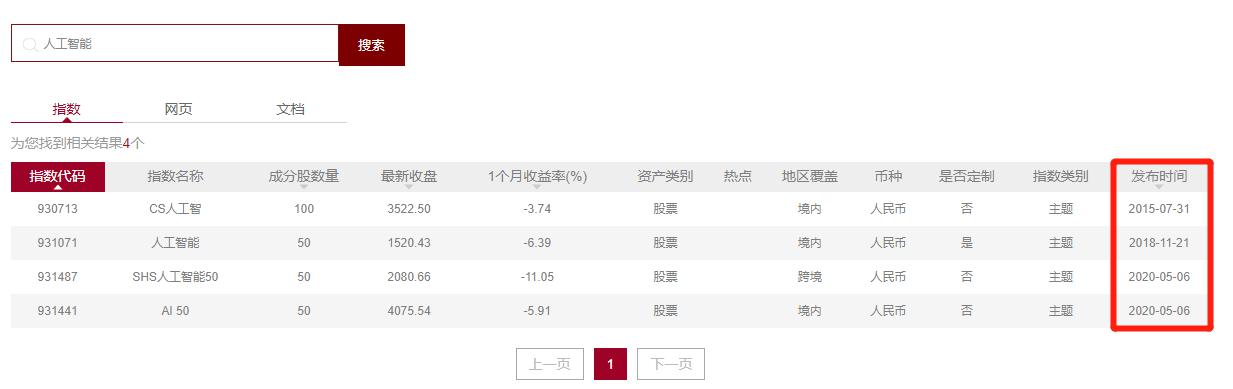 人工智能 搜索
指数 网页 文档
为您找到相关结果4个
指数代码 指数名称 成分股数量 最新收盘 1个月收益率(%) 资产类别 热点 地区覆盖 币种 是否定制 指数类别 发布时间
930713 CS人工智 100 3522.50 -3.74 股票 境内 人民币 否 主题 2015-07-31
931071 人工智能 50 1520.43 -6.39 股票 境内 人民币 是 主题 2018-11-21
931487 SHS人工智能50 50 2080.66 -11.05 股票 跨境 人民币 否 主题 2020-05-06
931441 AI 50 50 4075.54 -5.91 股票 境内 人民币 否 主题 2020-05-06
上一页 1 下一页